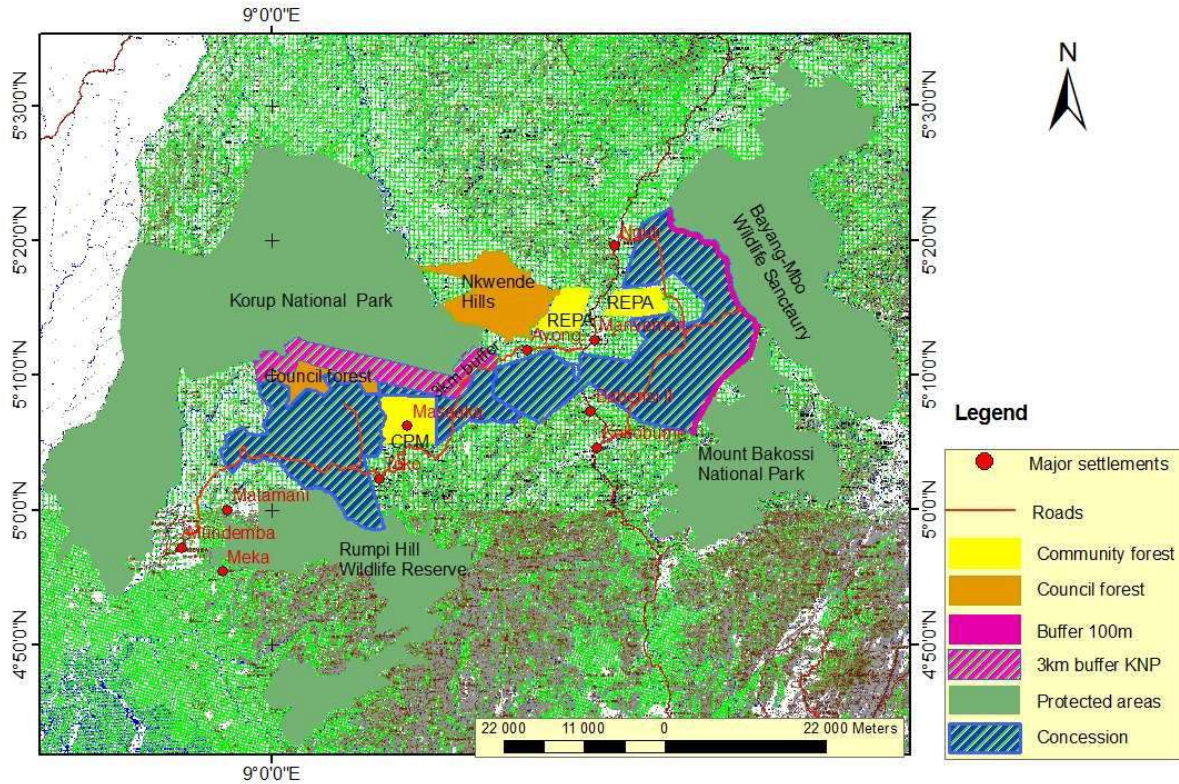 9°0'0"E
N
5°30'0"N
5°30'0"N
Bayang-Mbo
Wildlife Sanctaury
5°20'0"N
5°20'0"N
Korup National Park
Nkwende
Hills
REPA
REPA
Ayong
3km buffer
Council forest
5°10'0"N
5°10'0"N
CPM
Mount Bakossi
National Park
Matamani
5°0'0"N
5°0'0"N
Mundemba
Meka
Rumpi Hill
Wildlife Reserve
4°50'0"N
4°50'0"N
22 000 11 000 0 22 000 Meters
9°0'0"E
Legend
Major settlements
Roads
Community forest
Council forest
Buffer 100m
3km buffer KNP
Protected areas
Concession